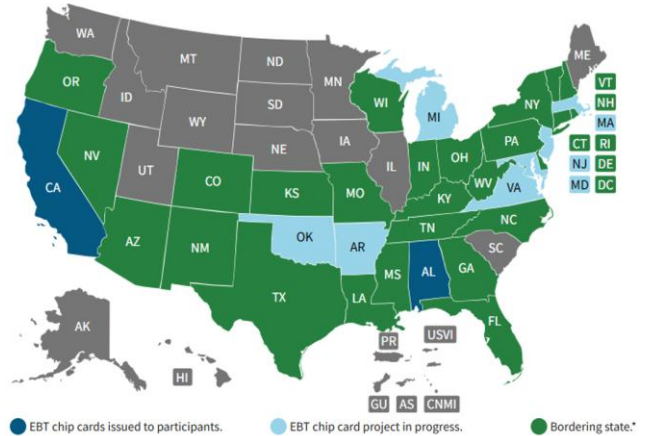 WA
MT
ND
MN
ME
OR
ID
SD
WI
MI
NY
VT
NH
MA
WY
IA
PA
CT
RI
NV
UT
NE
IL
IN
OH
NJ
DE
CA
CO
KS
MO
WV
VA
MD
DC
KY
NC
AZ
NM
OK
AR
TN
SC
MS
AL
GA
TX
LA
FL
AK
HI
PR
USVI
GU
AS
CNMI
EBT chip cards issued to participants.
EBT chip card project in progress.
Bordering state.*